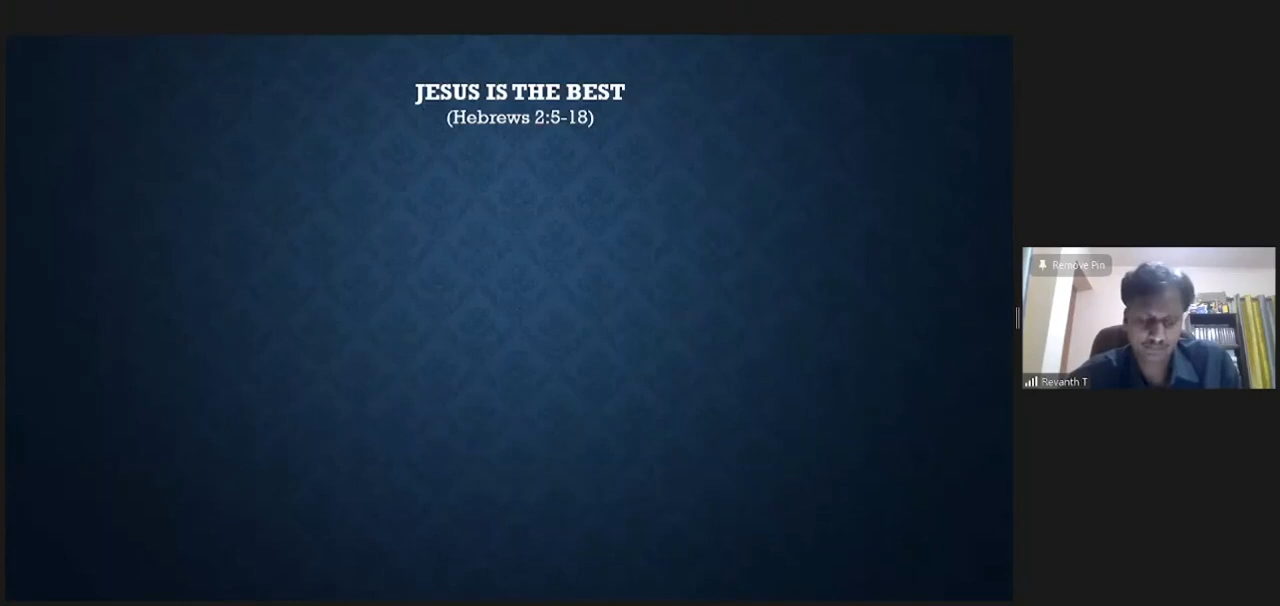 JESUS IS THE BEST
(Hebrews 2:5-18)
Remove Pin
Revanth T